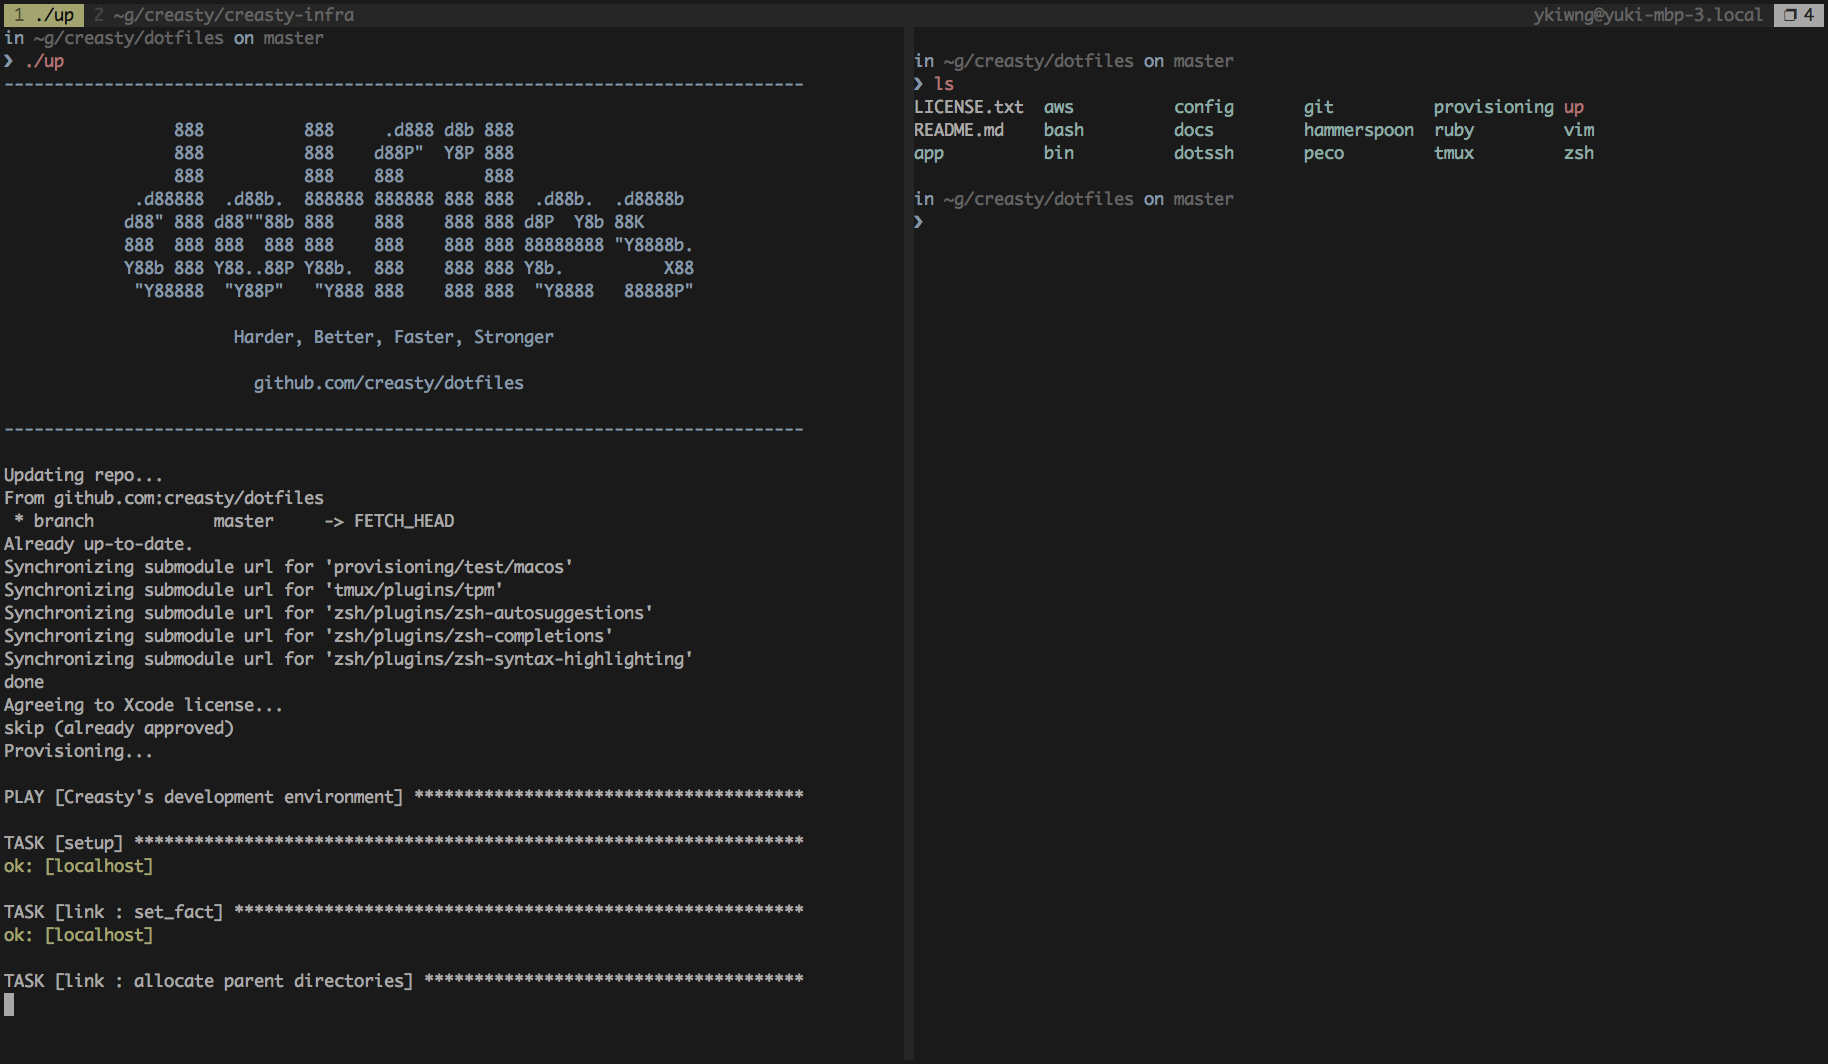 1 ./up  2 ~g/creasty/creasty-infra  ykiwng@yuki-mbp-3.local ❐ 4
in ~g/creasty/dotfiles on master
❯ ./up
--------------------------------------------------------------------------------
                 888          888     .d888 d8b 888
                 888          888    d88P"  Y8P 888
                 888          888    888        888
             .d88888  .d88b.  888888 888888 888 888  .d88b.  .d8888b
            d88" 888 d88""88b 888    888    888 888 d8P  Y8b 88K
            888  888 888  888 888    888    888 888 88888888 "Y8888b.
            Y88b 888 Y88..88P Y88b.  888    888 888 Y8b.          X88
             "Y88888  "Y88P"   "Y888 888    888 888  "Y8888   88888P"
                       Harder, Better, Faster, Stronger
                         github.com/creasty/dotfiles
--------------------------------------------------------------------------------
Updating repo...
From github.com:creasty/dotfiles
 * branch            master     -> FETCH_HEAD
Already up-to-date.
Synchronizing submodule url for 'provisioning/test/macos'
Synchronizing submodule url for 'tmux/plugins/tpm'
Synchronizing submodule url for 'zsh/plugins/zsh-autosuggestions'
Synchronizing submodule url for 'zsh/plugins/zsh-completions'
Synchronizing submodule url for 'zsh/plugins/zsh-syntax-highlighting'
done
Agreeing to Xcode license...
skip (already approved)
Provisioning...
PLAY [Creasty's development environment] ***************************************
TASK [setup] *******************************************************************
ok: [localhost]
TASK [link : set_fact] *********************************************************
ok: [localhost]
TASK [link : allocate parent directories] **************************************
in ~g/creasty/dotfiles on master
❯ ls
LICENSE.txt  aws          config       git          provisioning up
README.md    bash         docs         hammerspoon  ruby         vim
app          bin          dotssh       peco         tmux         zsh
in ~g/creasty/dotfiles on master
❯